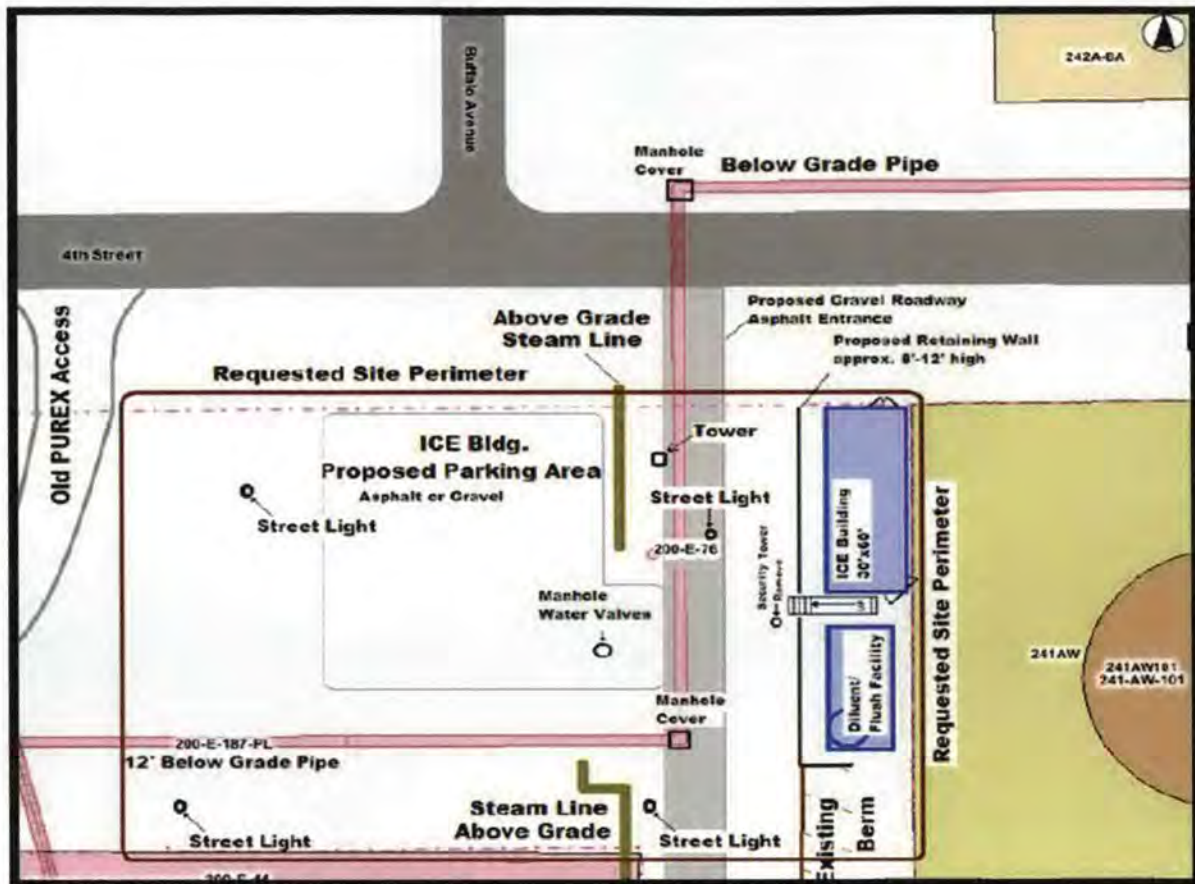 242A-BA
Buffalo Avenue
Manhole
Cover
Below Grade Pipe
4th Street
Old PUREX Access
Above Grade
Steam Line
Proposed Gravel Roadway
Asphalt Entrance
Proposed Retaining Wall
approx. 8'-12' high
Requested Site Perimeter
ICE Bldg.
Proposed Parking Area
Asphalt or Gravel
Tower
Street Light
Street Light
200-E-76
ICE Building
30'x60'
Security Tower
Remove
Requested Site Perimeter
Manhole
Water Valves
241AW
241AW101
241-AW-101
Diluent/
Flush Facility
Manhole
Cover
200-E-187-PL
12' Below Grade Pipe
Steam Line
Above Grade
Street Light
Street Light
Existing
Berm
200-E-44